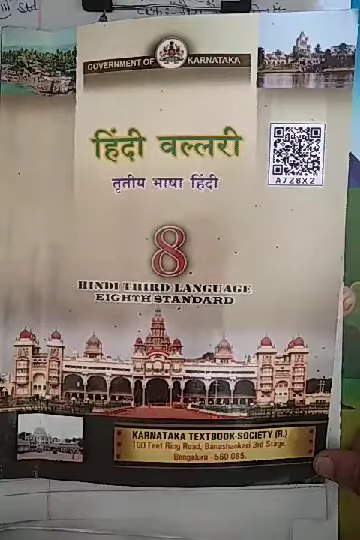 GOVERNMENT OF KARNATAKA
हिंदी वल्लरी
तृतीय भाषा हिंदी
A7Z8X2
8
HINDI THIRD LANGUAGE
EIGHTH STANDARD
KARNATAKA TEXTBOOK SOCIETY (R.)
100 Feet Ring Road, Banashankari 3rd Stage,
Bengaluru - 560 085.